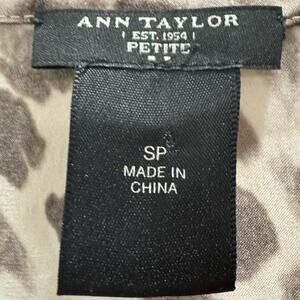 ANN TAYLOR
EST. 1954
PETITE
SP
MADE IN
CHINA